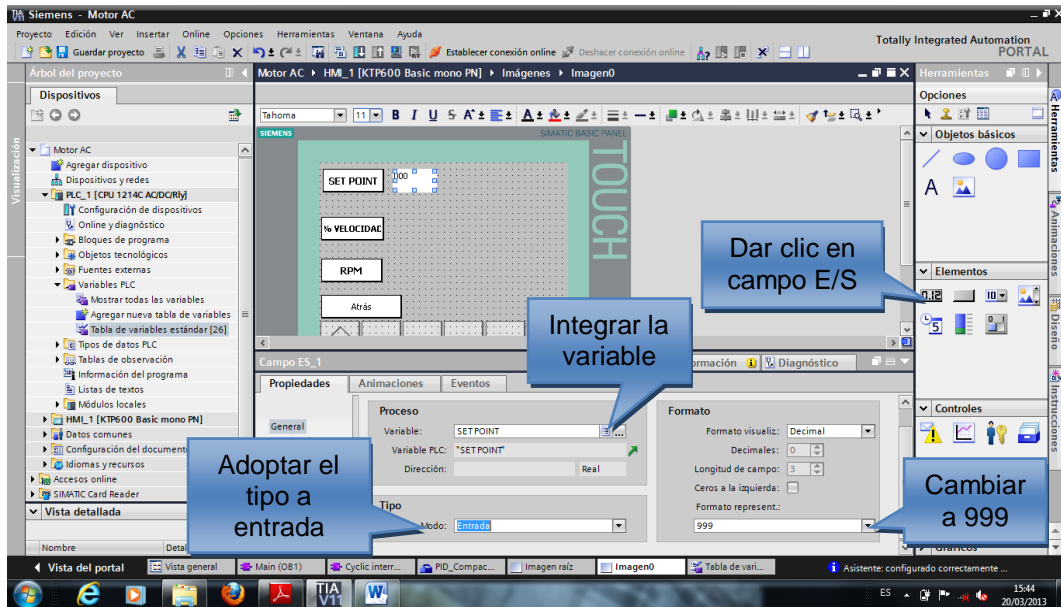 Siemens - Motor AC
Proyecto Edición Ver Insertar Online Opciones Herramientas Ventana Ayuda
Guardar proyecto Establecer conexión online Deshacer conexión online
Totally Integrated Automation
PORTAL
Árbol del proyecto
Motor AC HMI_1 [KTP600 Basic mono PN] Imágenes Imagen0
Herramientas
Dispositivos
Opciones
Tahoma 11 B I U S A
Visualización
Motor AC
Agregar dispositivo
Dispositivos y redes
PLC_1 [CPU 1214C AC/DC/Rly]
Configuración de dispositivos
Online y diagnóstico
Bloques de programa
Objetos tecnológicos
Fuentes externas
Variables PLC
Mostrar todas las variables
Agregar nueva tabla de variables
Tabla de variables estándar [26]
Tipos de datos PLC
Tablas de observación
Información del programa
Listas de textos
Módulos locales
HMI_1 [KTP600 Basic mono PN]
Datos comunes
Configuración del documento
Idiomas y recursos
Accesos online
SIMATIC Card Reader
Vista detallada
Nombre
SIEMENS
SIMATIC BASIC PANEL
TOUCH
SET POINT
000
% VELOCIDAD
RPM
Atrás
Objetos básicos
A
Elementos
Controles
Gráficos
Herramientas
Animaciones
Diseño
Instrucciones
Dar clic en
campo E/S
Integrar la
variable
Adoptar el
tipo a
entrada
Cambiar
a 999
Campo ES_1
Diagnóstico
Propiedades Animaciones Eventos
General
Proceso
Variable: SETPOINT
Variable PLC: "SETPOINT"
Dirección: Real
Tipo
Modo: Entrada
Formato
Formato visualiz.: Decimal
Decimales: 0
Longitud de campo: 3
Ceros a la izquierda:
Formato represent.:
999
Vista del portal Vista general Main (OB1) Cyclic interr... PID_Compac... Imagen raíz Imagen0 Tabla de vari... Asistente: configurado correctamente ...
TIA
V11
W
ES
15:44
20/03/2013